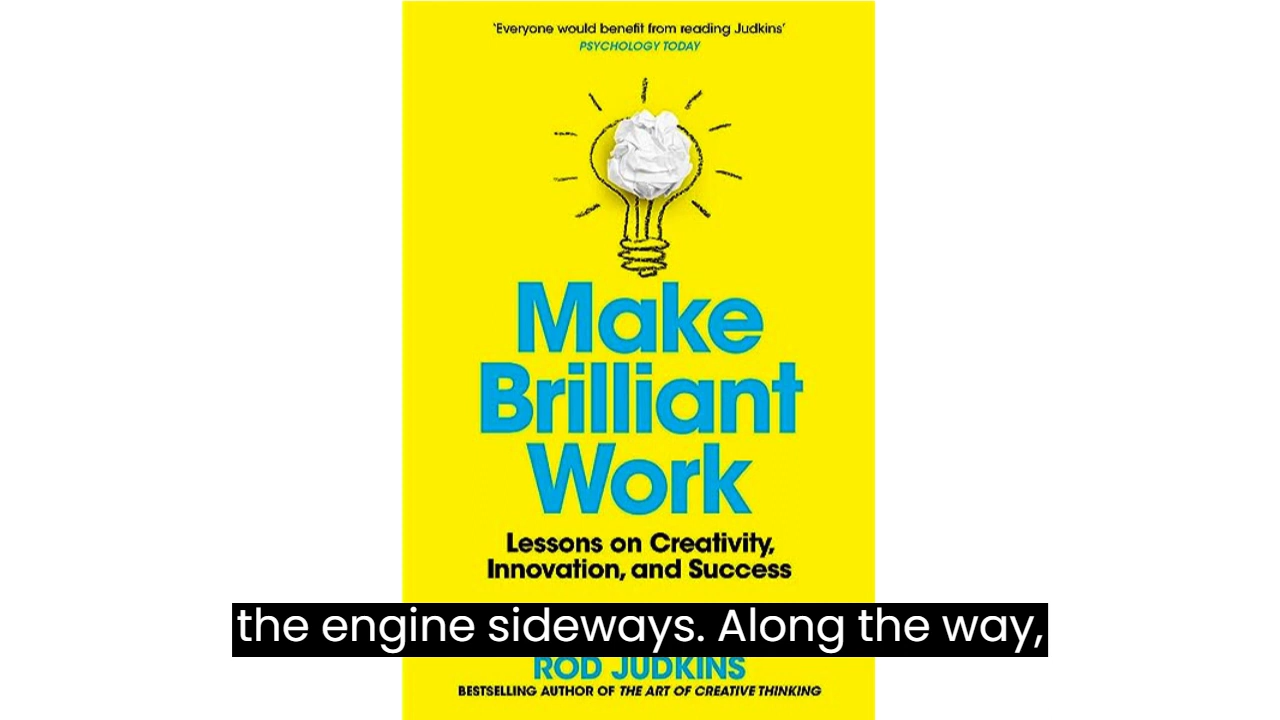 ‘Everyone would benefit from reading Judkins’
PSYCHOLOGY TODAY
Make
Brilliant
Work
Lessons on Creativity,
Innovation, and Success
the engine sideways. Along the way,
ROD JUDKINS
BESTSELLING AUTHOR OF THE ART OF CREATIVE THINKING